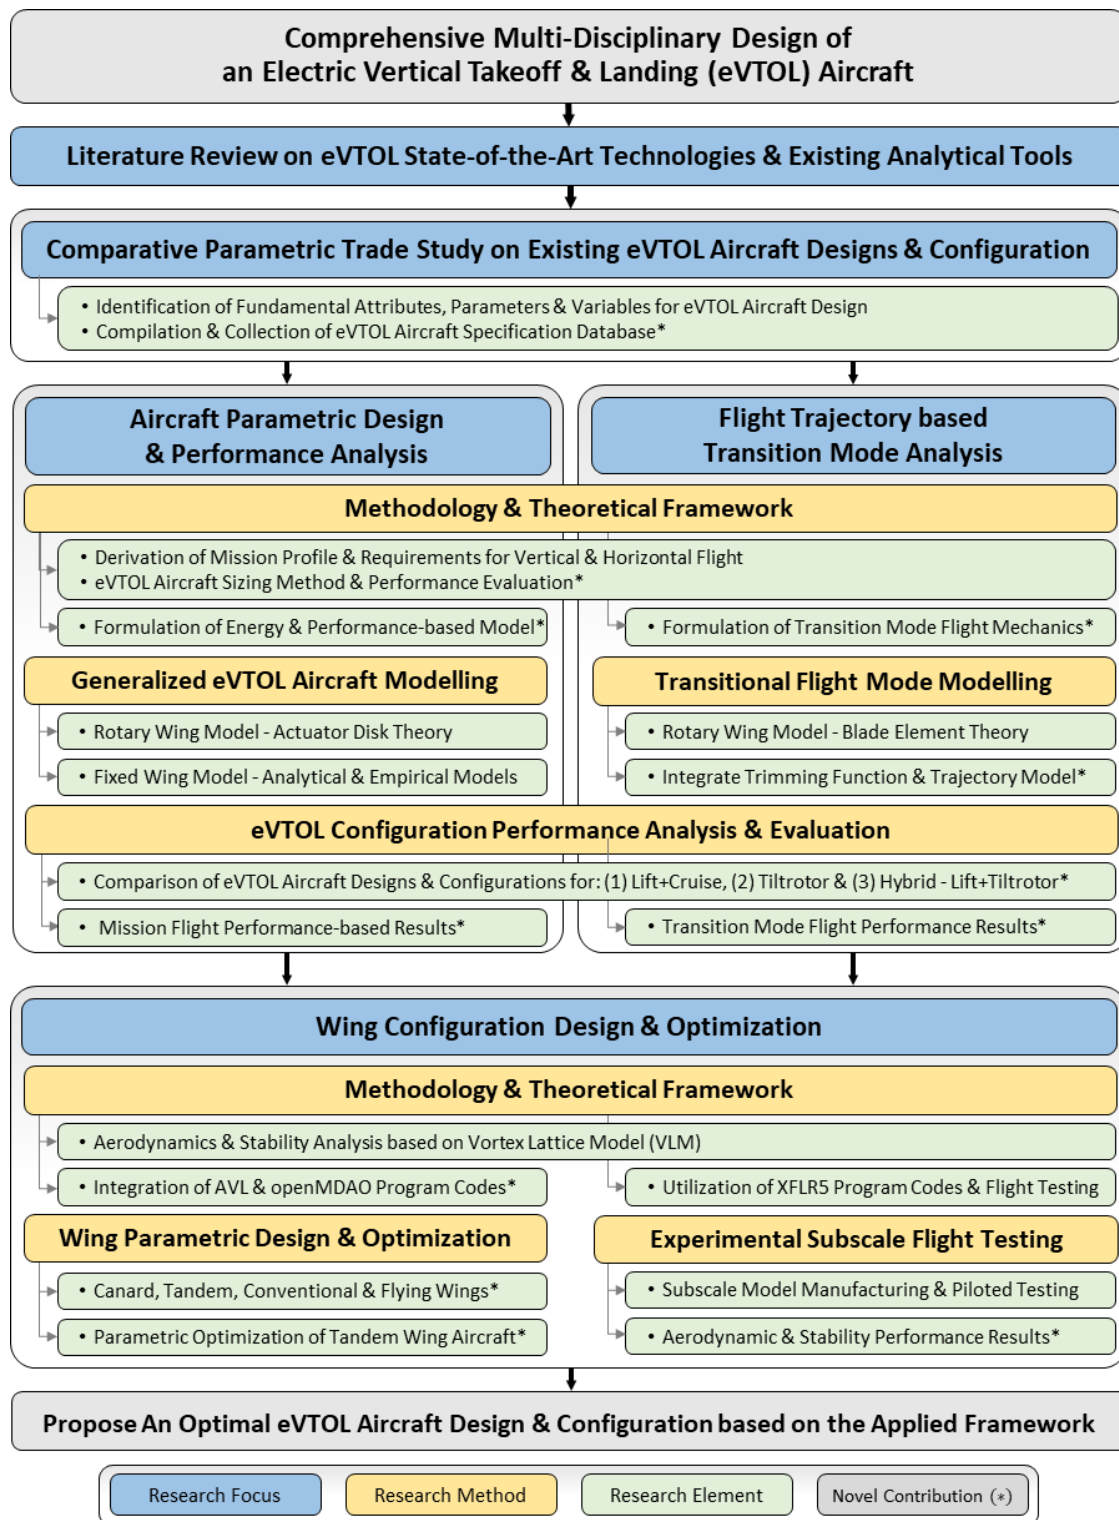 Comprehensive Multi-Disciplinary Design of
an Electric Vertical Takeoff & Landing (eVTOL) Aircraft
Literature Review on eVTOL State-of-the-Art Technologies & Existing Analytical Tools
Comparative Parametric Trade Study on Existing eVTOL Aircraft Designs & Configuration
• Identification of Fundamental Attributes, Parameters & Variables for eVTOL Aircraft Design
• Compilation & Collection of eVTOL Aircraft Specification Database*
Aircraft Parametric Design
& Performance Analysis
Flight Trajectory based
Transition Mode Analysis
Methodology & Theoretical Framework
• Derivation of Mission Profile & Requirements for Vertical & Horizontal Flight
• eVTOL Aircraft Sizing Method & Performance Evaluation*
• Formulation of Energy & Performance-based Model*
• Formulation of Transition Mode Flight Mechanics*
Generalized eVTOL Aircraft Modelling
Transitional Flight Mode Modelling
• Rotary Wing Model - Actuator Disk Theory
• Rotary Wing Model - Blade Element Theory
• Fixed Wing Model - Analytical & Empirical Models
• Integrate Trimming Function & Trajectory Model*
eVTOL Configuration Performance Analysis & Evaluation
• Comparison of eVTOL Aircraft Designs & Configurations for: (1) Lift+Cruise, (2) Tiltrotor & (3) Hybrid - Lift+Tiltrotor*
• Mission Flight Performance-based Results*
• Transition Mode Flight Performance Results*
Wing Configuration Design & Optimization
Methodology & Theoretical Framework
• Aerodynamics & Stability Analysis based on Vortex Lattice Model (VLM)
• Integration of AVL & openMDAO Program Codes*
• Utilization of XFLR5 Program Codes & Flight Testing
Wing Parametric Design & Optimization
Experimental Subscale Flight Testing
• Canard, Tandem, Conventional & Flying Wings*
• Subscale Model Manufacturing & Piloted Testing
• Parametric Optimization of Tandem Wing Aircraft*
• Aerodynamic & Stability Performance Results*
Propose An Optimal eVTOL Aircraft Design & Configuration based on the Applied Framework
Research Focus
Research Method
Research Element
Novel Contribution (*)